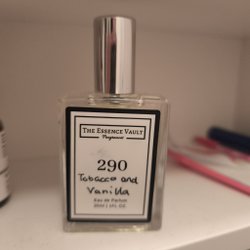 THE ESSENCE VAULT
Fragrances
290
Tobacco and
Vanilla
Eau de Parfum